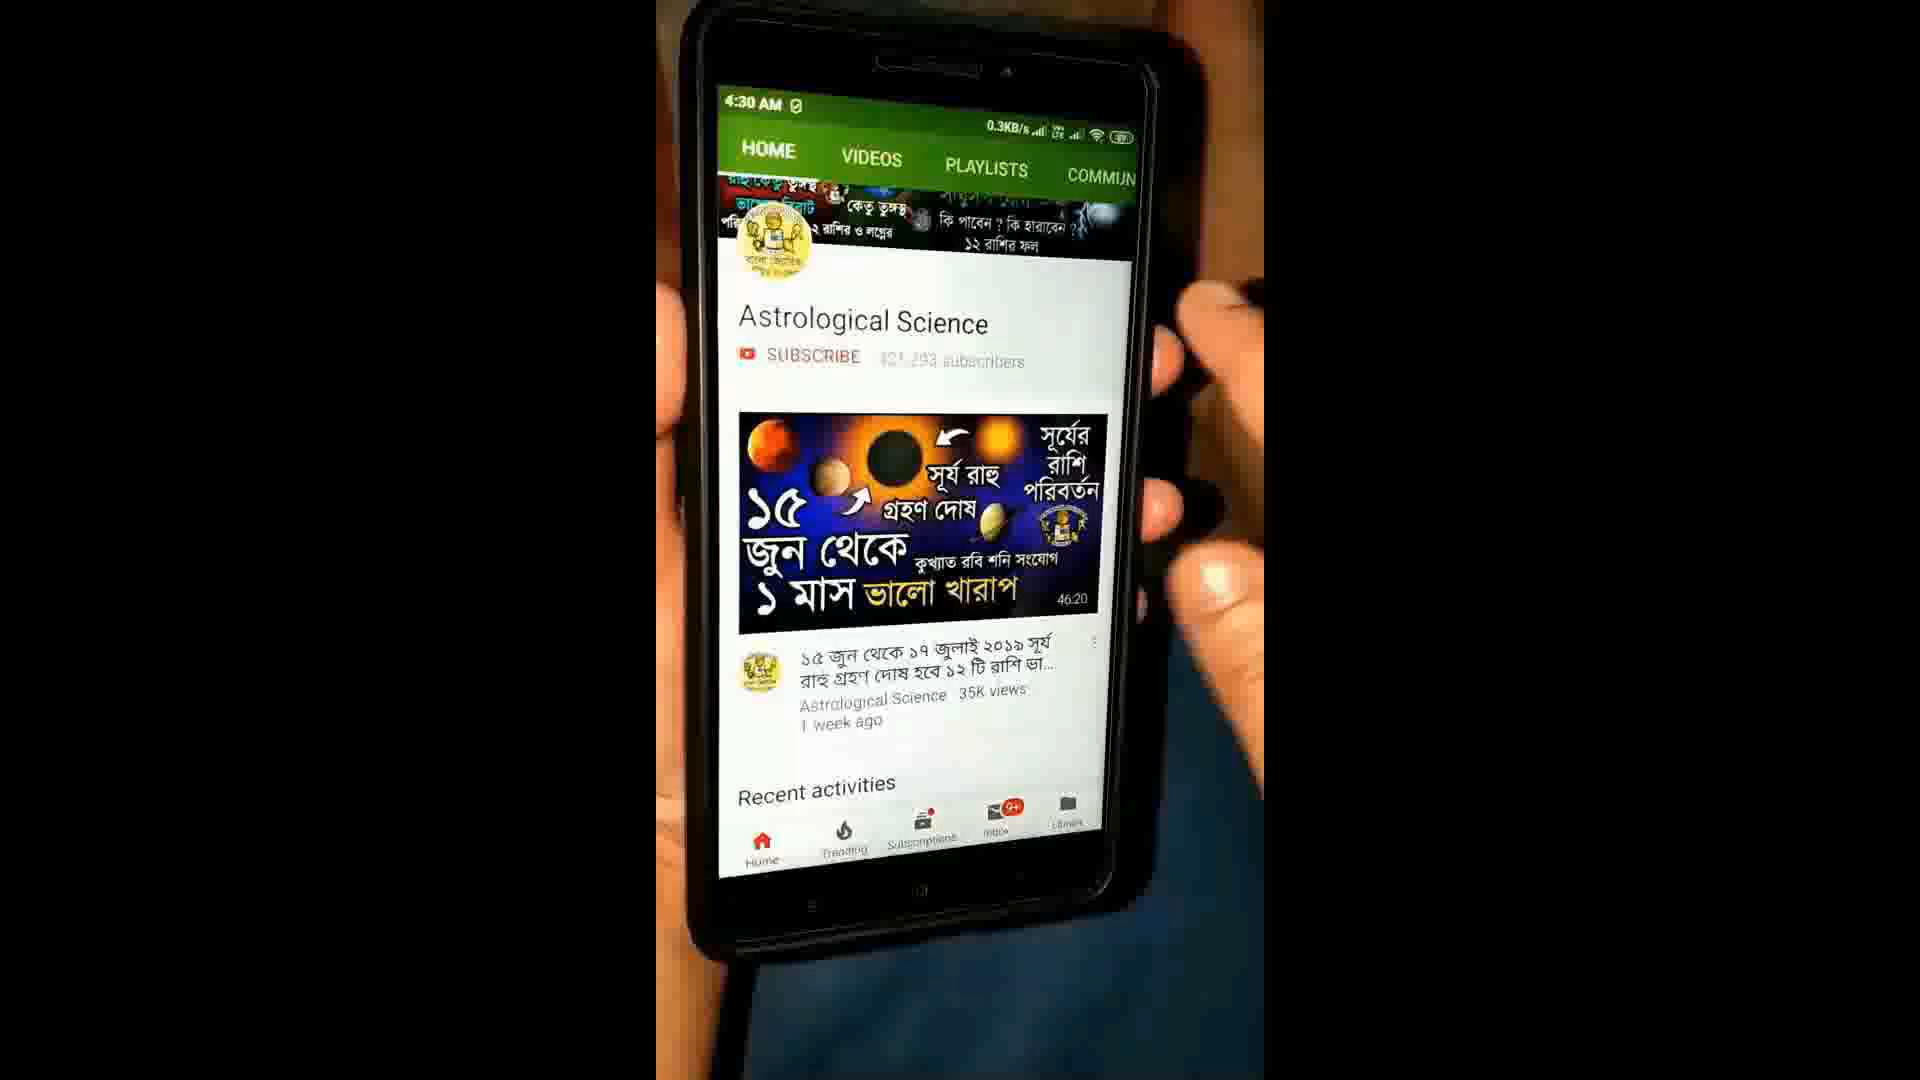 4:30 AM
0.3KB/s
HOME VIDEOS PLAYLISTS COMMUN
কেতু তুঙ্গস্থ
২ রাশির ও লগ্নের
কি পাবেন ? কি হারাবেন ?
১২ রাশির ফল
Astrological Science
SUBSCRIBE subscribers
সূর্যের
রাশি
পরিবর্তন
সূর্য রাহু
গ্রহণ দোষ
১৫
জুন থেকে
কুখ্যাত রবি শনি সংযোগ
১ মাস ভালো খারাপ
46:20
১৫ জুন থেকে ১৭ জুলাই ২০১৯ সূর্য
রাহু গ্রহণ দোষ হবে ১২ টি রাশি ভা...
Astrological Science 35K views
1 week ago
Recent activities
9+
Home Trending Subscriptions Inbox Library